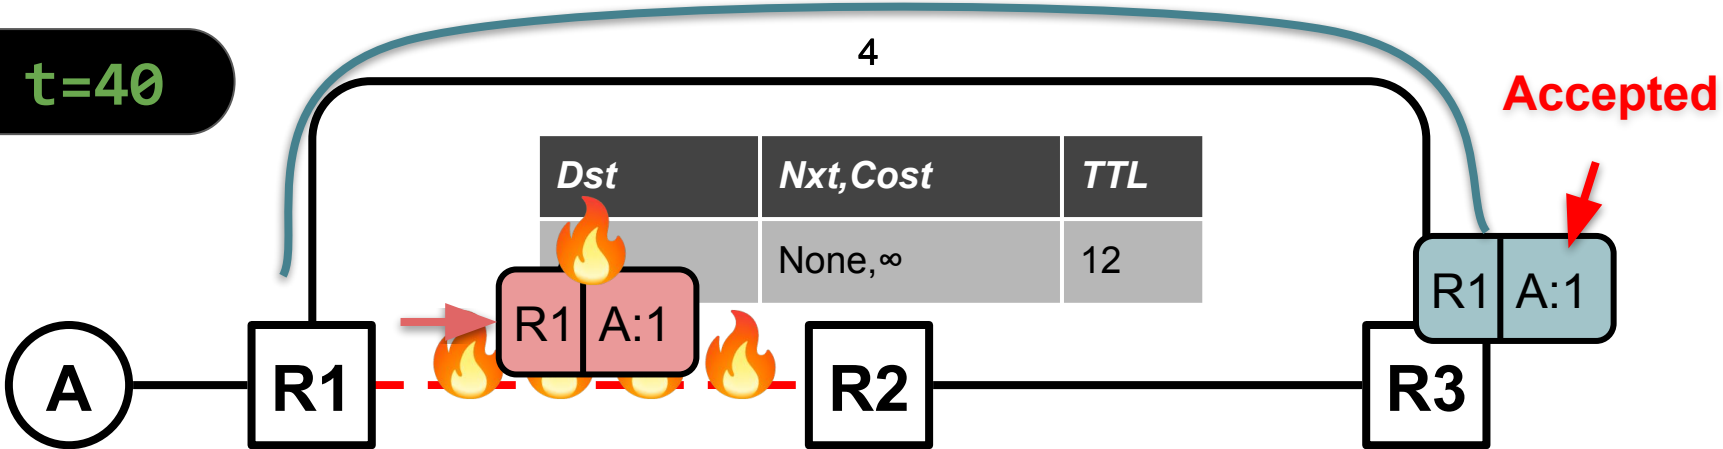 t=40
4
Accepted
Dst Nxt,Cost TTL
None,∞ 12
R1 A:1
R1 A:1
A R1 R2 R3